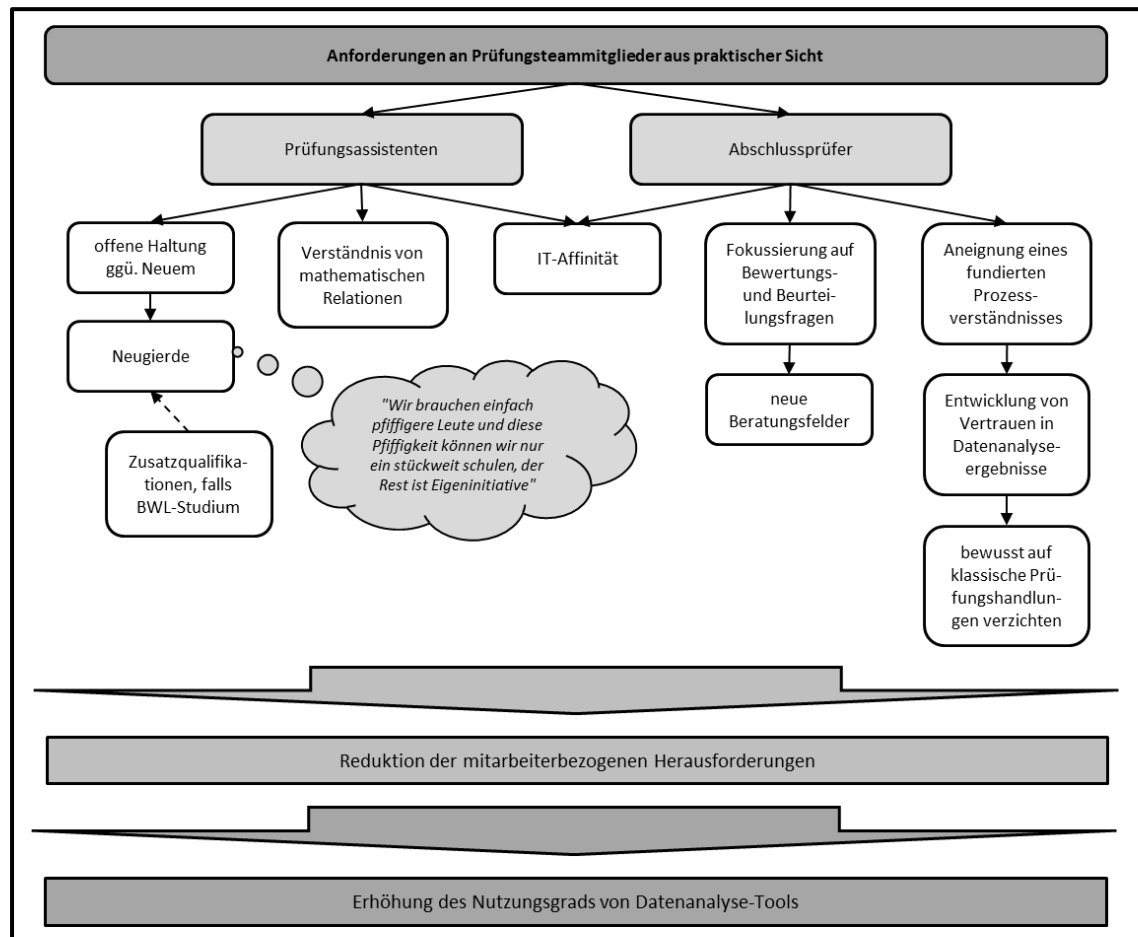 Anforderungen an Prüfungsteammitglieder aus praktischer Sicht
Prüfungsassistenten
Abschlussprüfer
offene Haltung
ggü. Neuem
Verständnis von
mathematischen
Relationen
IT-Affinität
Fokussierung auf
Bewertungs-
und Beurtei-
lungsfragen
Aneignung eines
fundierten
Prozess-
verständnisses
Neugierde
"Wir brauchen einfach
pfiffigere Leute und diese
Pfiffigkeit können wir nur
ein stückweit schulen, der
Rest ist Eigeninitiative"
neue
Beratungsfelder
Entwicklung von
Vertrauen in
Datenanalyse-
ergebnisse
Zusatzqualifika-
tionen, falls
BWL-Studium
bewusst auf
klassische Prü-
fungshandlun-
gen verzichten
Reduktion der mitarbeiterbezogenen Herausforderungen
Erhöhung des Nutzungsgrads von Datenanalyse-Tools